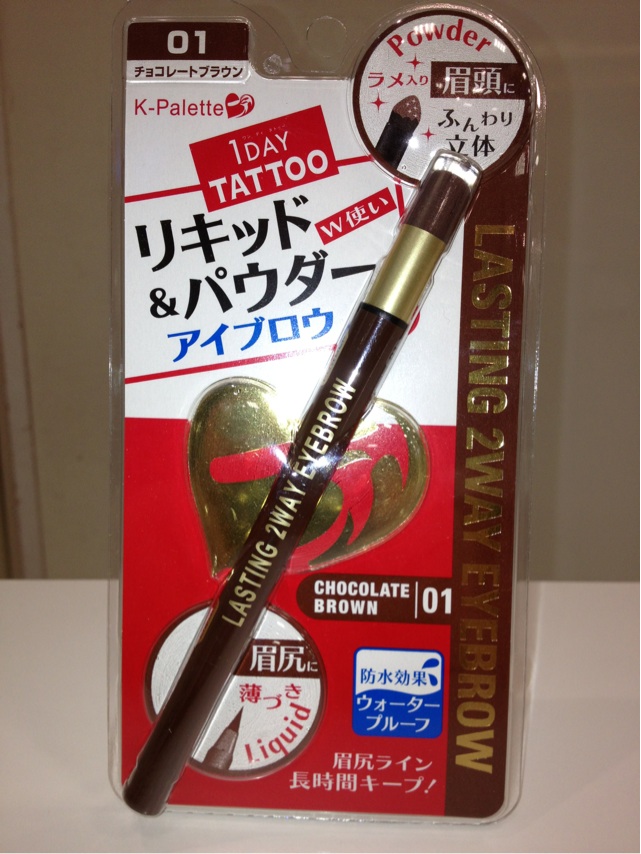 01
チョコレートブラウン
K-Palette
1DAY
TATTOO
リキッド
W使い
&パウダー
アイブロウ
Powder
ラメ入り 眉頭に
ふんわり
立体
LASTING 2WAY EYEBROW
LASTING 2WAY EYEBROW
CHOCOLATE
BROWN 01
眉尻に
薄づき
Liquid
防水効果
ウォーター
プルーフ
眉尻ライン
長時間キープ!